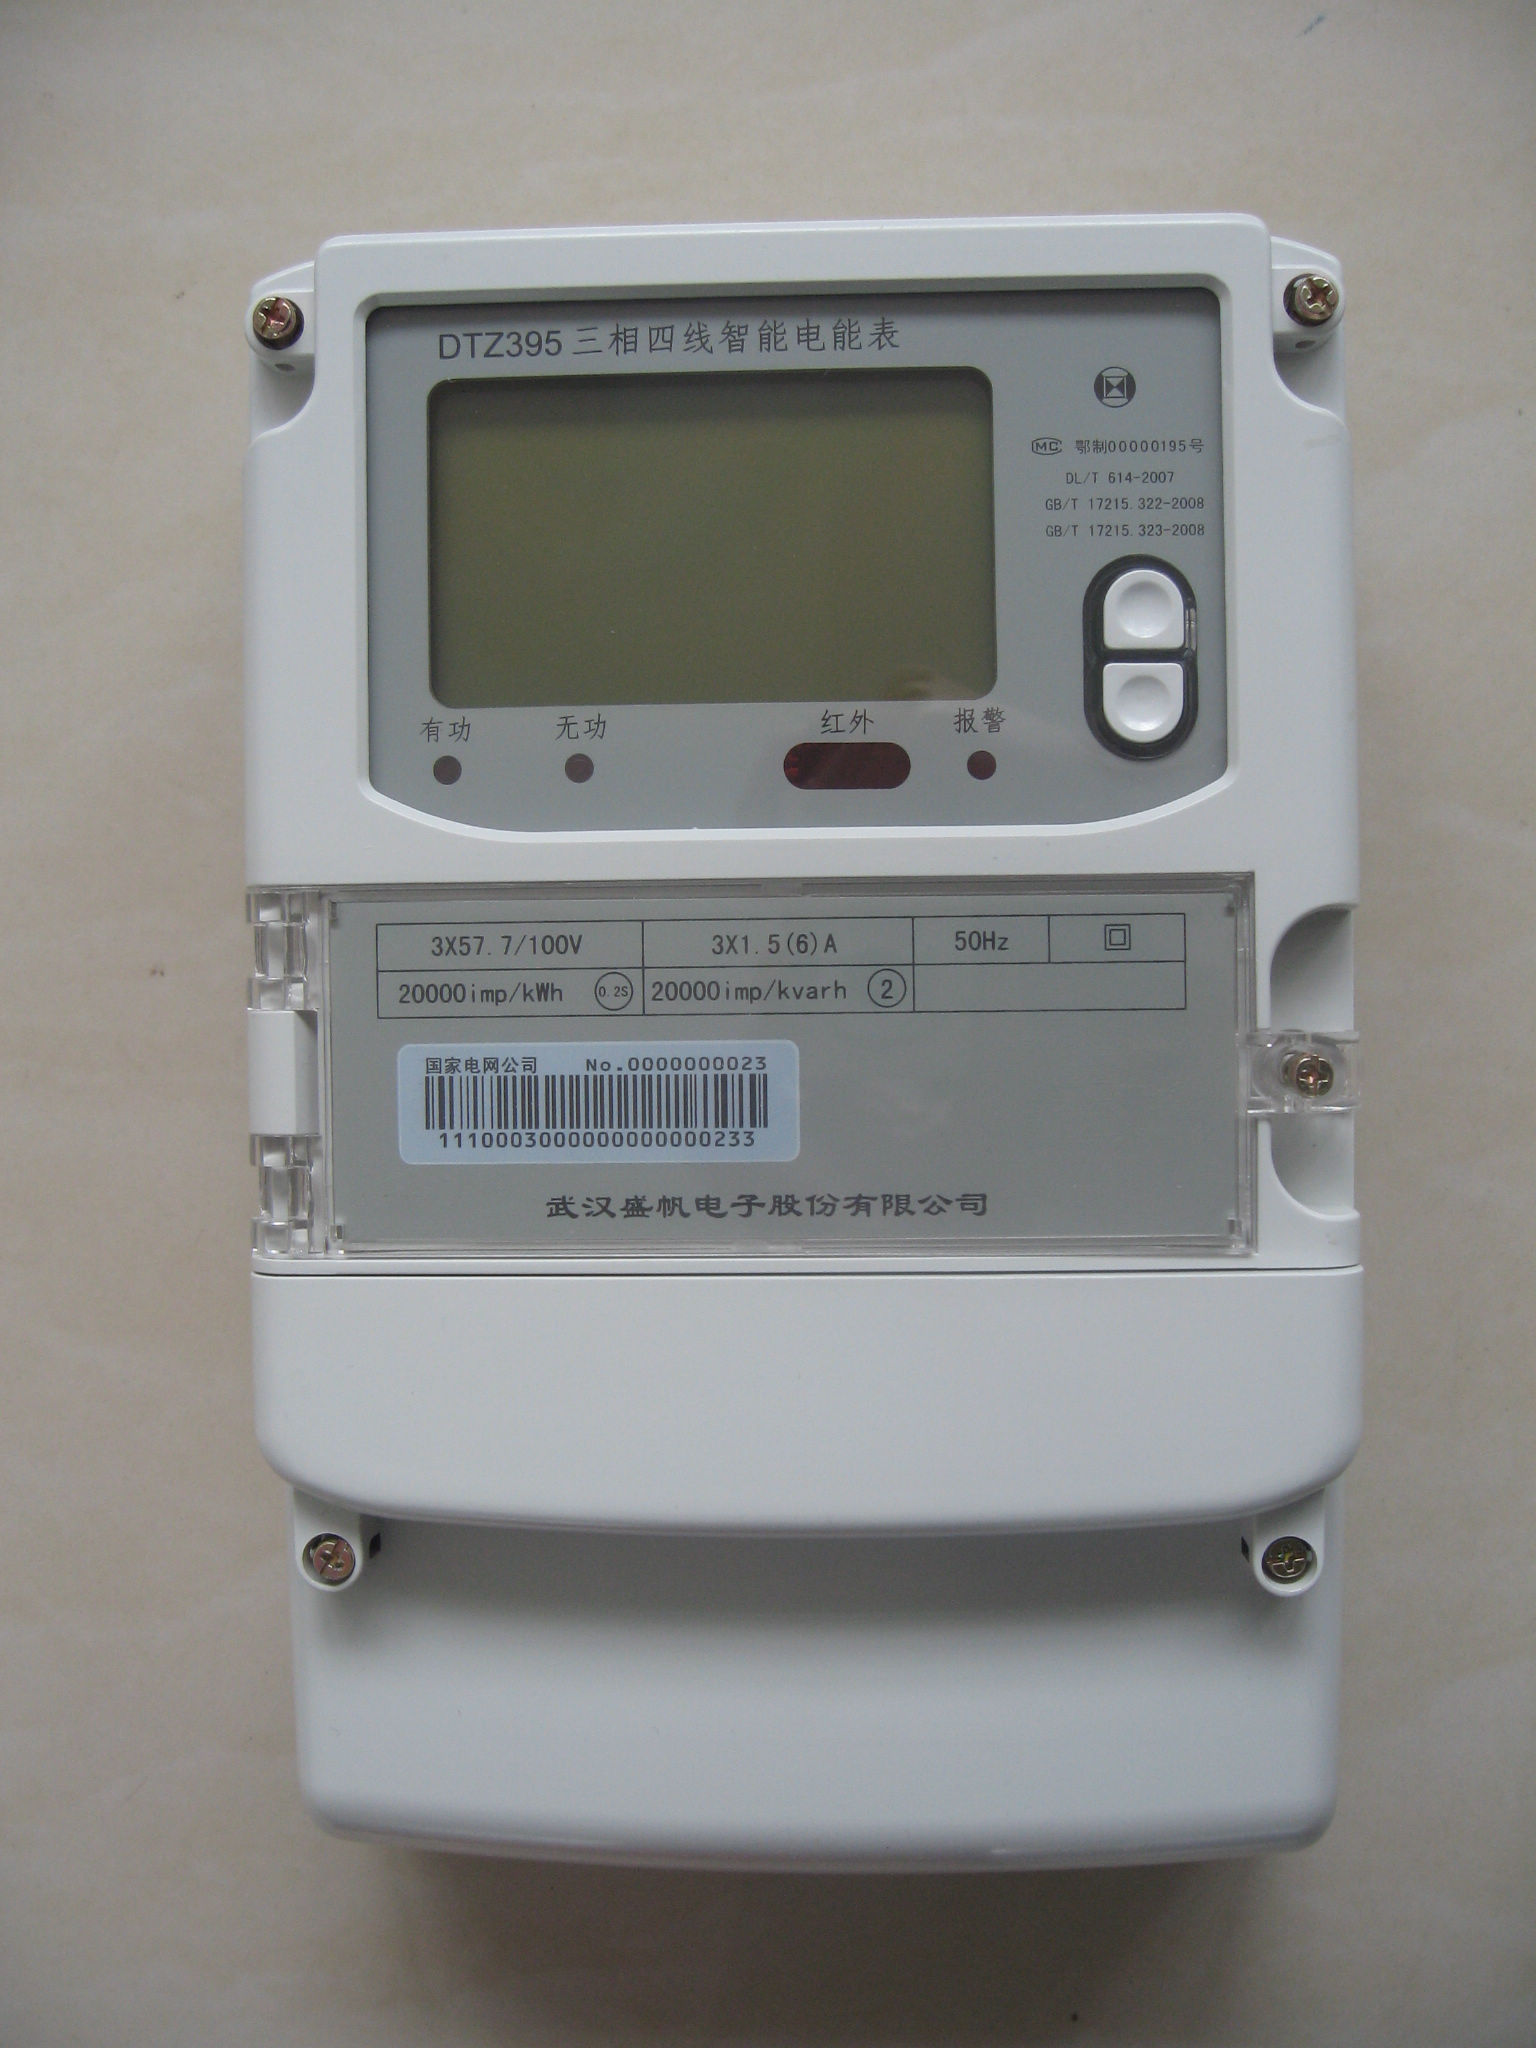 DTZ395 三相四线智能电能表
MC 鄂制00000195号
DL/T 614-2007
GB/T 17215.322-2008
GB/T 17215.323-2008
有功 无功 红外 报警
3X57.7/100V 3X1.5(6)A 50Hz
20000imp/kWh 0.2S 20000imp/kvarh 2
国家电网公司 No.0000000023
1110003000000000000233
武汉盛帆电子股份有限公司